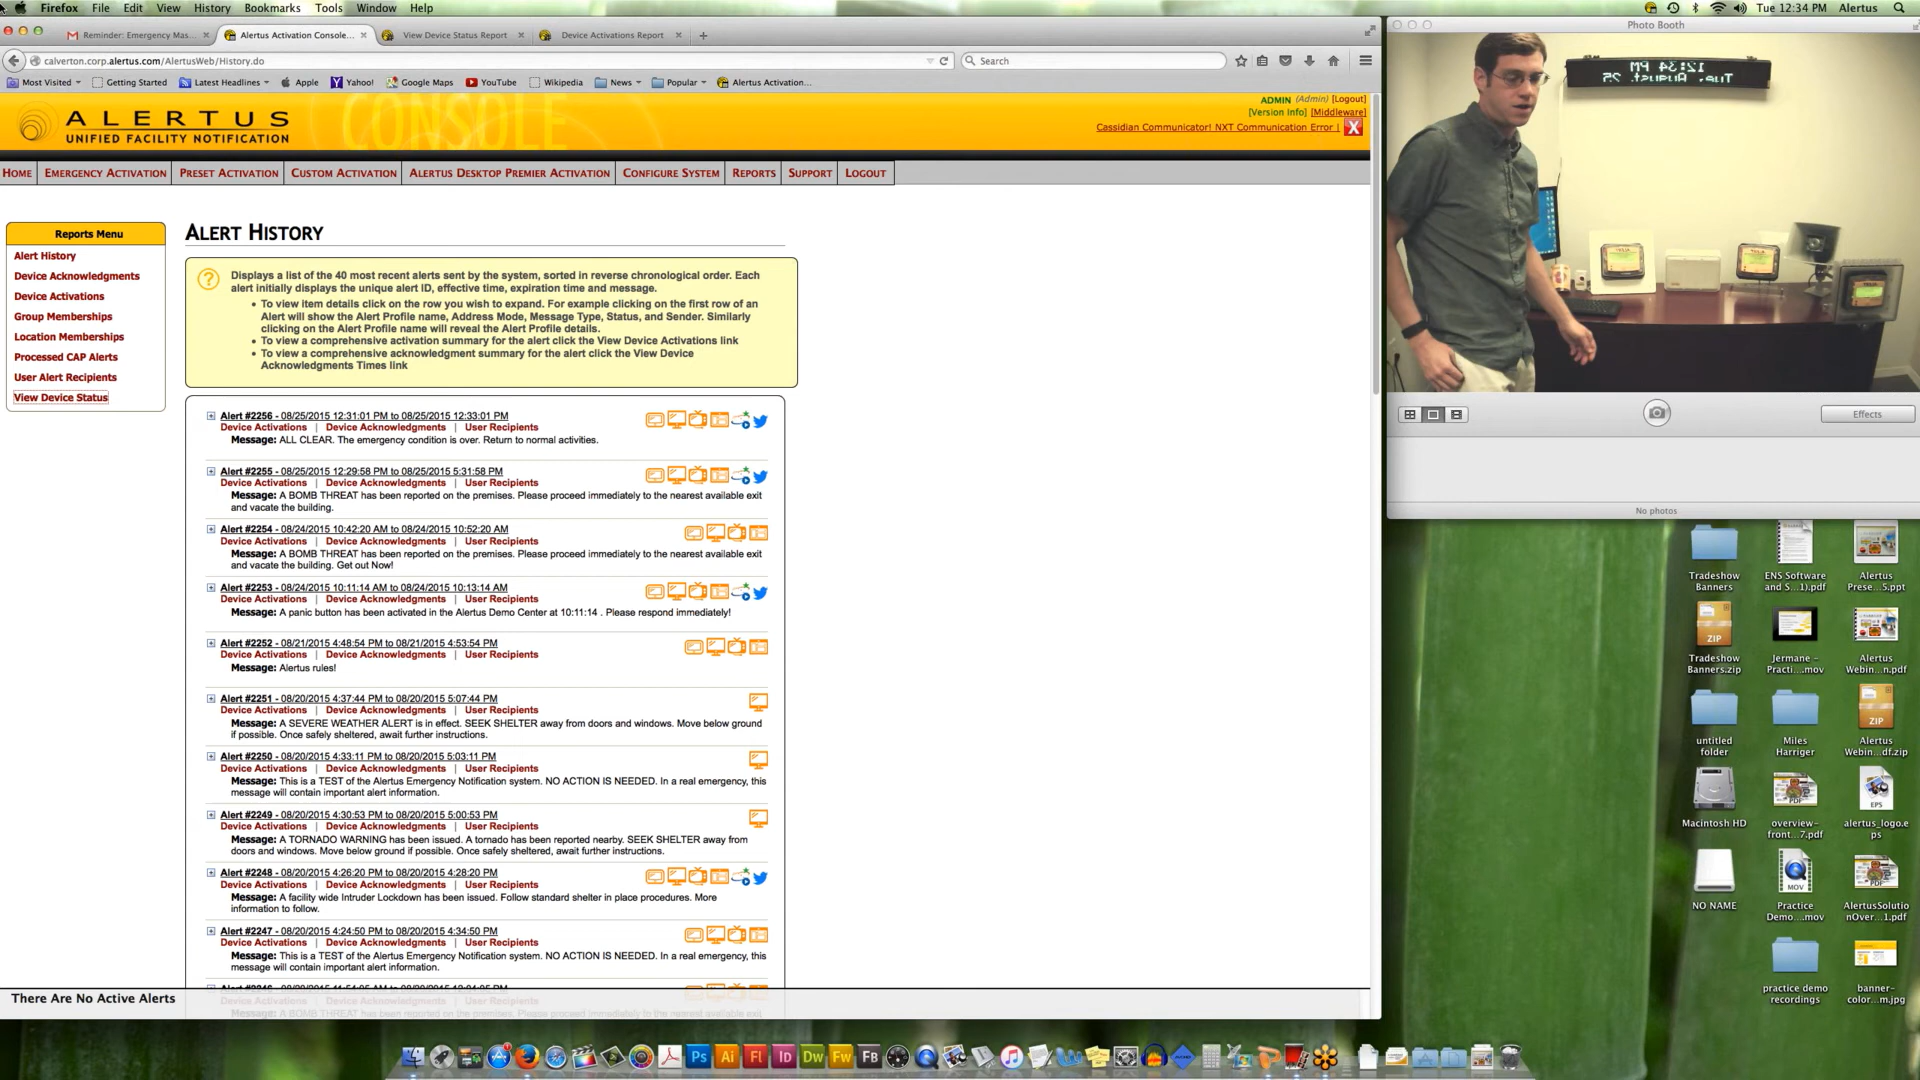 Firefox File Edit View History Bookmarks Tools Window Help
Tue 12:34 PM Alertus
Reminder: Emergency Mas...
Alertus Activation Console...
View Device Status Report
Device Activations Report
calverton.corp.alertus.com/AlertusWeb/History.do
Search
Most Visited
Getting Started
Latest Headlines
Apple
Yahoo!
Google Maps
YouTube
Wikipedia
News
Popular
Alertus Activation...
ALERTUS
UNIFIED FACILITY NOTIFICATION
CONSOLE
ADMIN (Admin) [Logout]
[Version Info] [Middleware]
Cassidian Communicator! NXT Communication Error |
X
HOME
EMERGENCY ACTIVATION
PRESET ACTIVATION
CUSTOM ACTIVATION
ALERTUS DESKTOP PREMIER ACTIVATION
CONFIGURE SYSTEM
REPORTS
SUPPORT
LOGOUT
Reports Menu
Alert History
Device Acknowledgments
Device Activations
Group Memberships
Location Memberships
Processed CAP Alerts
User Alert Recipients
View Device Status
ALERT HISTORY
Displays a list of the 40 most recent alerts sent by the system, sorted in reverse chronological order. Each
alert initially displays the unique alert ID, effective time, expiration time and message.
To view item details click on the row you wish to expand. For example clicking on the first row of an
Alert will show the Alert Profile name, Address Mode, Message Type, Status, and Sender. Similarly
clicking on the Alert Profile name will reveal the Alert Profile details.
To view a comprehensive activation summary for the alert click the View Device Activations link
To view a comprehensive acknowledgment summary for the alert click the View Device
Acknowledgments Times link
Alert #2256 - 08/25/2015 12:31:01 PM to 08/25/2015 12:33:01 PM
Device Activations | Device Acknowledgments | User Recipients
Message: ALL CLEAR. The emergency condition is over. Return to normal activities.
Alert #2255 - 08/25/2015 12:29:58 PM to 08/25/2015 5:31:58 PM
Device Activations | Device Acknowledgments | User Recipients
Message: A BOMB THREAT has been reported on the premises. Please proceed immediately to the nearest available exit
and vacate the building.
Alert #2254 - 08/24/2015 10:42:20 AM to 08/24/2015 10:52:20 AM
Device Activations | Device Acknowledgments | User Recipients
Message: A BOMB THREAT has been reported on the premises. Please proceed immediately to the nearest available exit
and vacate the building. Get out Now!
Alert #2253 - 08/24/2015 10:11:14 AM to 08/24/2015 10:13:14 AM
Device Activations | Device Acknowledgments | User Recipients
Message: A panic button has been activated in the Alertus Demo Center at 10:11:14 . Please respond immediately!
Alert #2252 - 08/21/2015 4:48:54 PM to 08/21/2015 4:53:54 PM
Device Activations | Device Acknowledgments | User Recipients
Message: Alertus rules!
Alert #2251 - 08/20/2015 4:37:44 PM to 08/20/2015 5:07:44 PM
Device Activations | Device Acknowledgments | User Recipients
Message: A SEVERE WEATHER ALERT is in effect. SEEK SHELTER away from doors and windows. Move below ground
if possible. Once safely sheltered, await further instructions.
Alert #2250 - 08/20/2015 4:33:11 PM to 08/20/2015 5:03:11 PM
Device Activations | Device Acknowledgments | User Recipients
Message: This is a TEST of the Alertus Emergency Notification system. NO ACTION IS NEEDED. In a real emergency, this
message will contain important alert information.
Alert #2249 - 08/20/2015 4:30:53 PM to 08/20/2015 5:00:53 PM
Device Activations | Device Acknowledgments | User Recipients
Message: A TORNADO WARNING has been issued. A tornado has been reported nearby. SEEK SHELTER away from
doors and windows. Move below ground if possible. Once safely sheltered, await further instructions.
Alert #2248 - 08/20/2015 4:26:20 PM to 08/20/2015 4:28:20 PM
Device Activations | Device Acknowledgments | User Recipients
Message: A facility wide Intruder Lockdown has been issued. Follow standard shelter in place procedures. More
information to follow.
Alert #2247 - 08/20/2015 4:24:50 PM to 08/20/2015 4:34:50 PM
Device Activations | Device Acknowledgments | User Recipients
Message: This is a TEST of the Alertus Emergency Notification system. NO ACTION IS NEEDED. In a real emergency, this
message will contain important alert information.
There Are No Active Alerts
Photo Booth
12:34 PM
Tue, August, 25
Effects
No photos
Tradeshow
Banners
ENS Software
and S...1).pdf
Alertus
Prese...5.ppt
ZIP
Tradeshow
Banners.zip
Jermane –
Practi....mov
Alertus
Webin...n.pdf
untitled
folder
Miles
Harriger
ZIP
Alertus
Webin...df.zip
Macintosh HD
PDF
overview-
front...7.pdf
EPS
alertus_logo.e
ps
NO NAME
MOV
Practice
Demo....mov
PDF
AlertusSolutio
nOver...1.pdf
practice demo
recordings
banner-
color...m.jpg
Ps Ai Fl Id Dw Fw FB